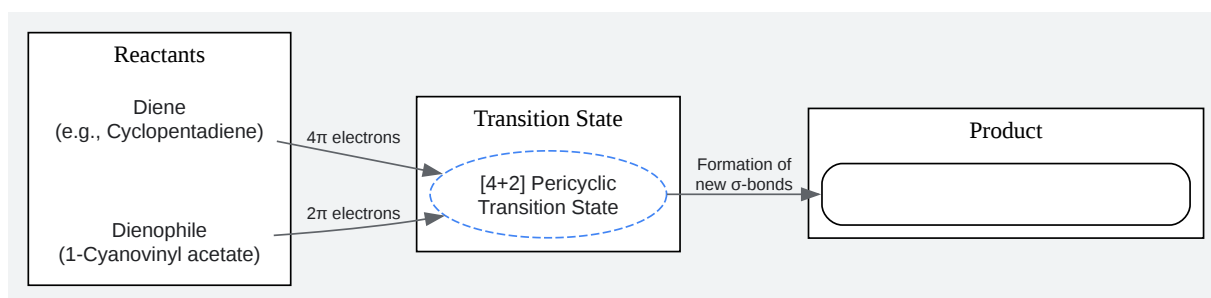 Reactants
Diene
(e.g., Cyclopentadiene)
Dienophile
(1-Cyanovinyl acetate)
4π electrons
2π electrons
Transition State
[4+2] Pericyclic
Transition State
Formation of
new σ-bonds
Product